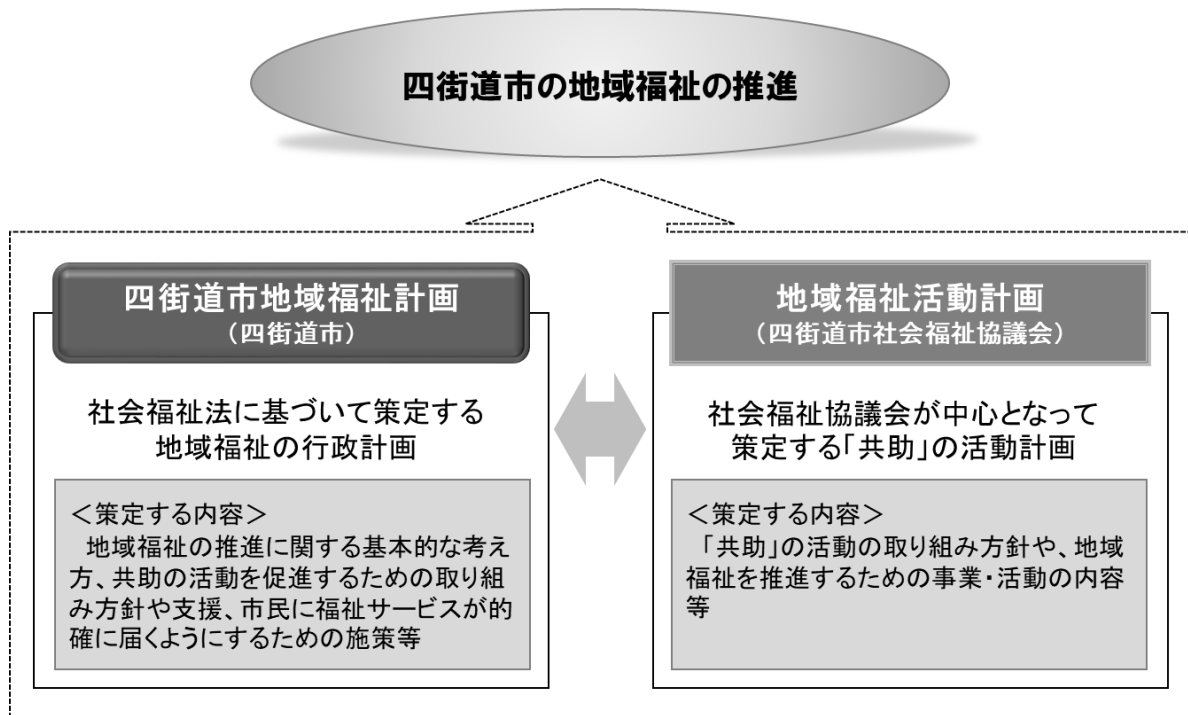 四街道市の地域福祉の推進
四街道市地域福祉計画
（四街道市）
社会福祉法に基づいて策定する
地域福祉の行政計画
＜策定する内容＞
地域福祉の推進に関する基本的な考え
方、共助の活動を促進するための取り組
み方針や支援、市民に福祉サービスが的
確に届くようにするための施策等
地域福祉活動計画
（四街道市社会福祉協議会）
社会福祉協議会が中心となって
策定する「共助」の活動計画
＜策定する内容＞
「共助」の活動の取り組み方針や、地域
福祉を推進するための事業・活動の内容
等